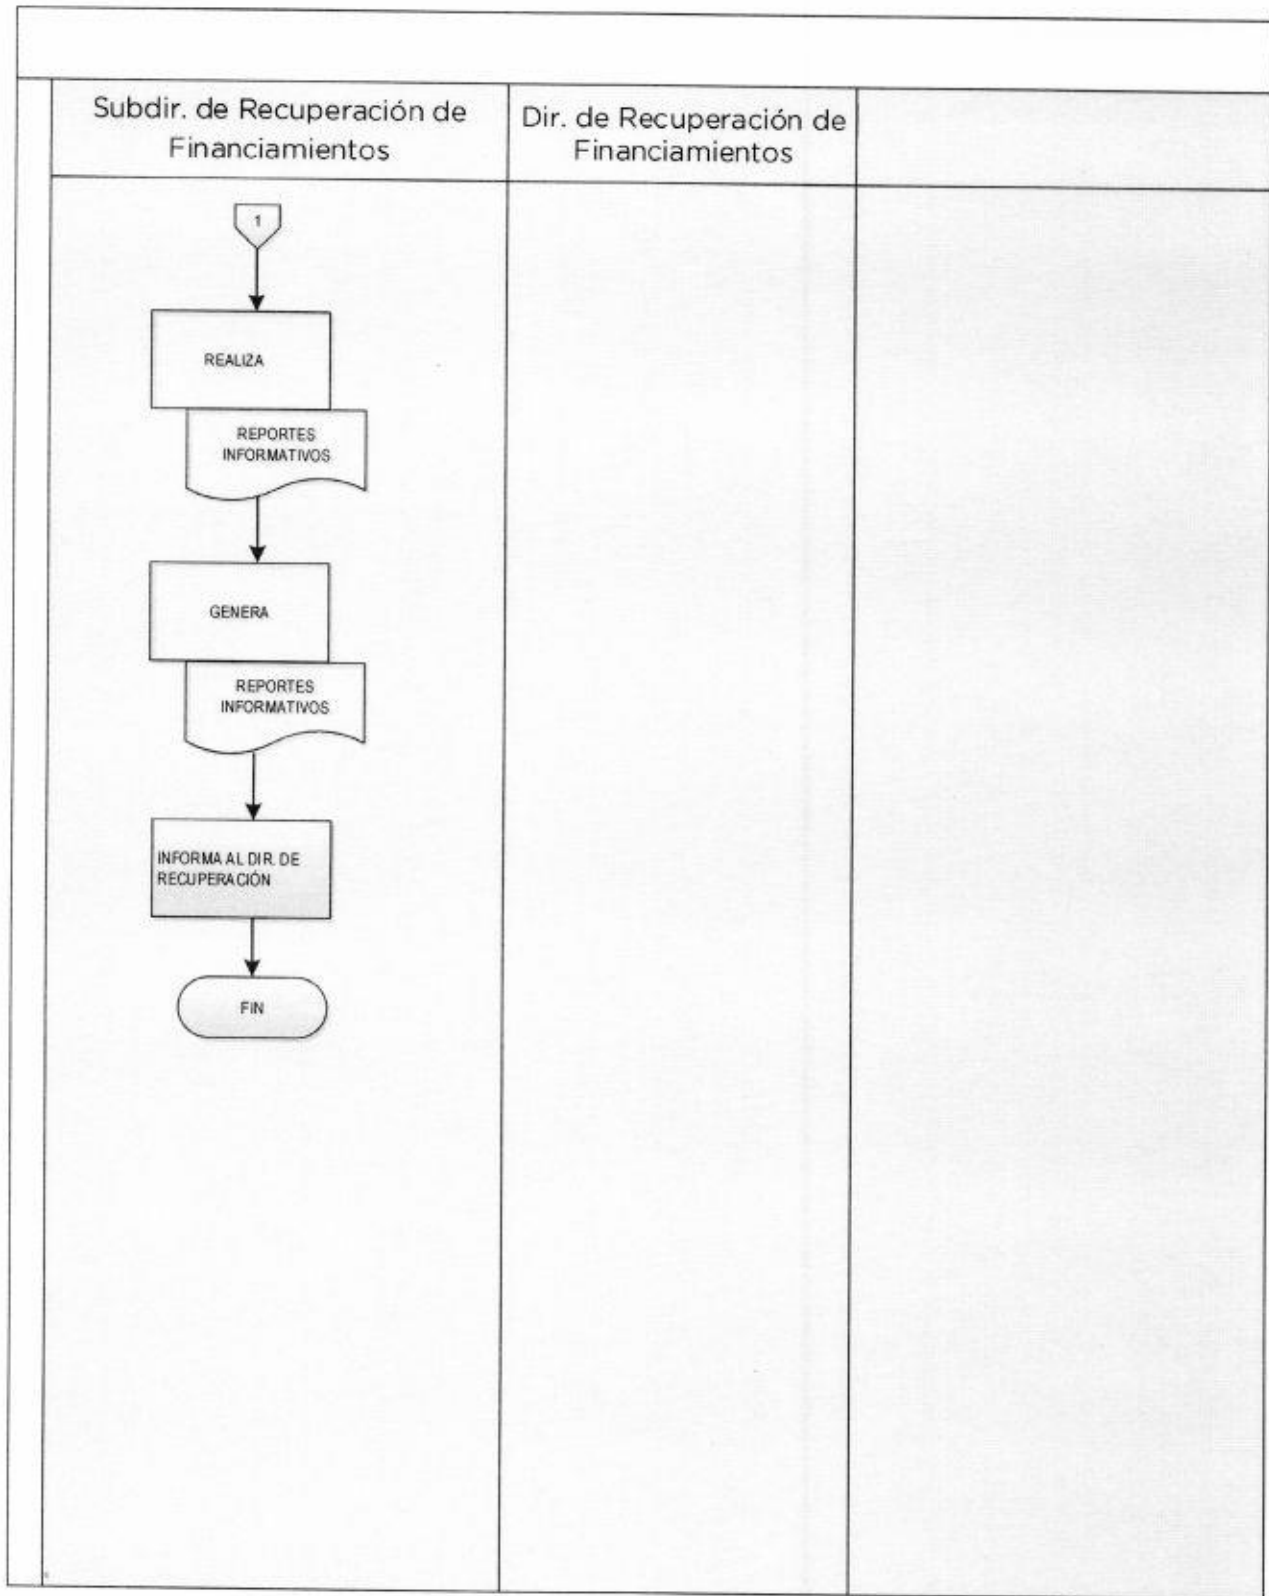 Subdir. de Recuperación de
Financiamientos
Dir. de Recuperación de
Financiamientos
1
REALIZA
REPORTES
INFORMATIVOS
GENERA
REPORTES
INFORMATIVOS
INFORMA AL DIR. DE
RECUPERACIÓN
FIN